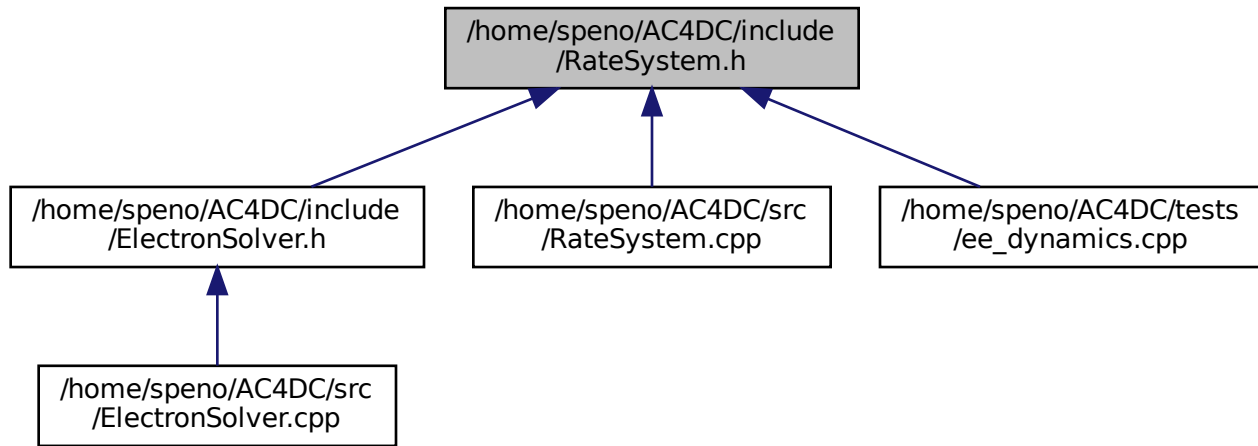 /home/speno/AC4DC/include
/RateSystem.h
/home/speno/AC4DC/include
/ElectronSolver.h
/home/speno/AC4DC/src
/RateSystem.cpp
/home/speno/AC4DC/tests
/ee_dynamics.cpp
/home/speno/AC4DC/src
/ElectronSolver.cpp